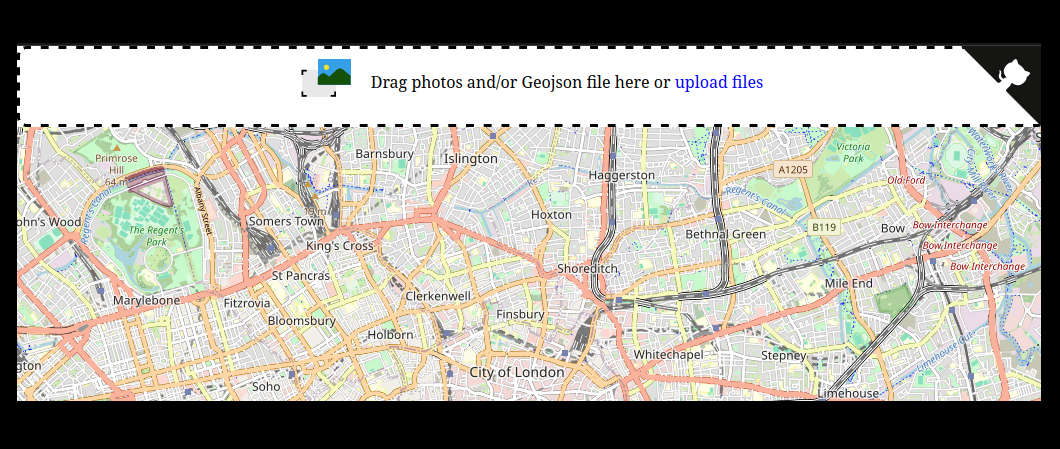 Drag photos and/or Geojson file here or upload files
Primrose
Hill
64 m
Barnsbury
Islington
Victoria
Park
Haggerston
A1205
Old Ford
Regent's Canal
Albany Street
Regent's Canal
ohn's Wood
Somers Town
Hoxton
The Regent's
Park
King's Cross
Bethnal Green
B119
Bow
Bow Interchange
Bow Interchange
Bow Interchange
St Pancras
Shoreditch
Mile End
Marylebone
Fitzrovia
Clerkenwell
Bloomsbury
Finsbury
Holborn
Whitechapel
Stepney
Limehouse Cut
gton
Soho
City of London
Limehouse